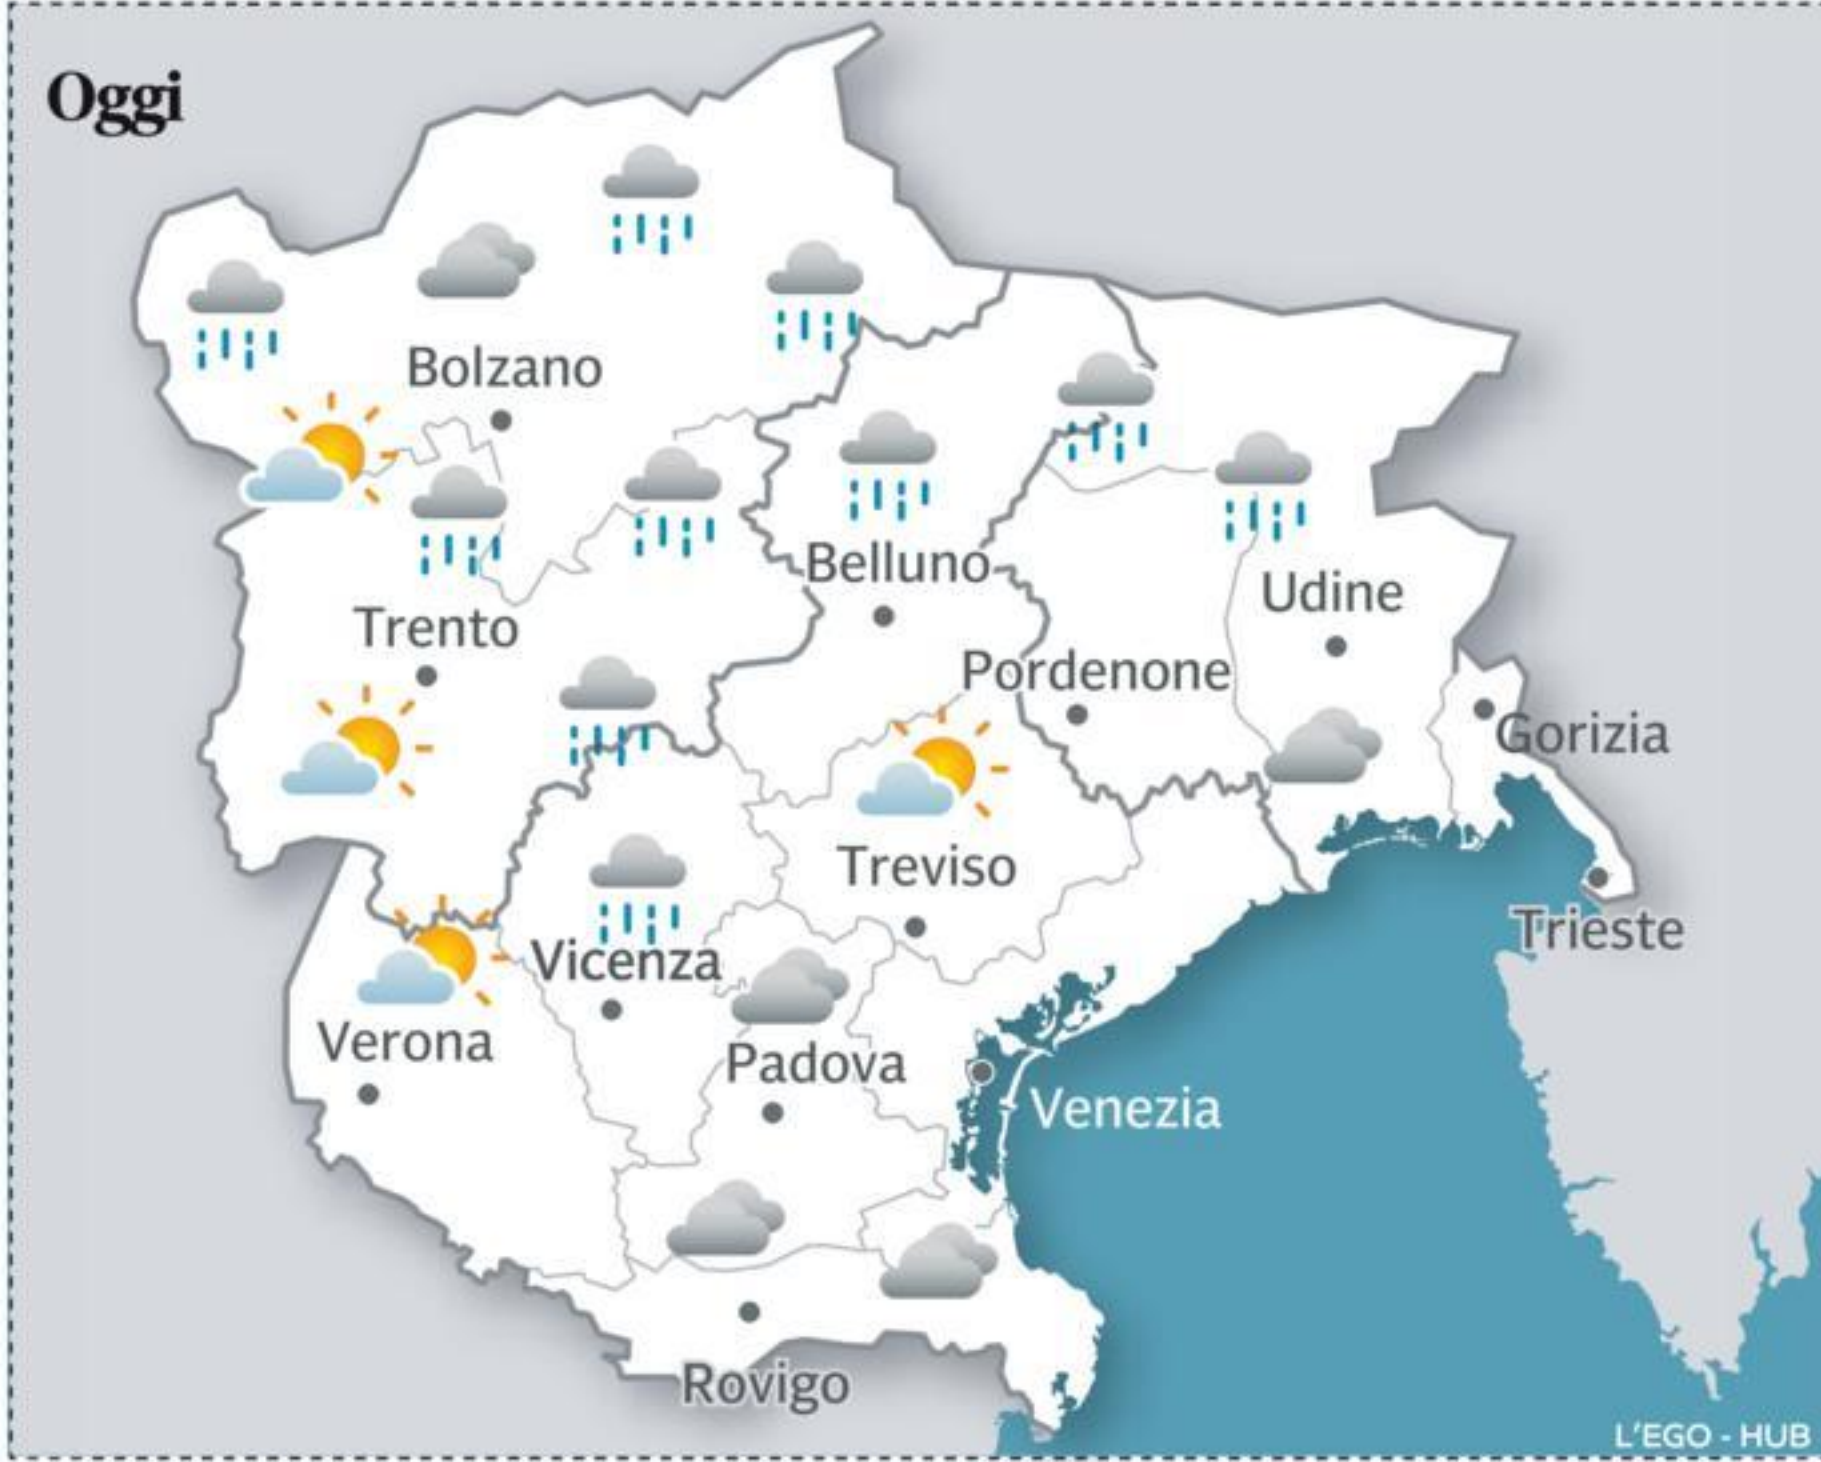 Oggi
Bolzano
Belluno
Udine
Trento
Pordenone
Gorizia
Treviso
Trieste
Vicenza
Verona
Padova
Venezia
Rovigo
L'EGO - HUB